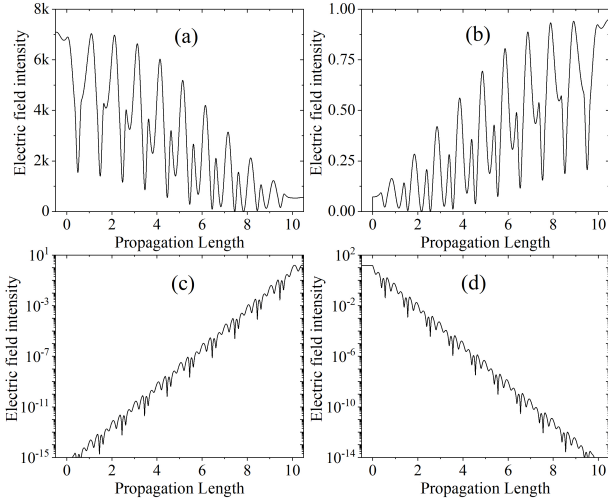 8k
6k
4k
2k
0
Electric field intensity
(a)
0 2 4 6 8 10
Propagation Length
1.00
0.75
0.50
0.25
0.00
Electric field intensity
(b)
0 2 4 6 8 10
Propagation Length
10^1
10^-3
10^-7
10^-11
10^-15
Electric field intensity
(c)
0 2 4 6 8 10
Propagation Length
10^2
10^-2
10^-6
10^-10
10^-14
Electric field intensity
(d)
0 2 4 6 8 10
Propagation Length